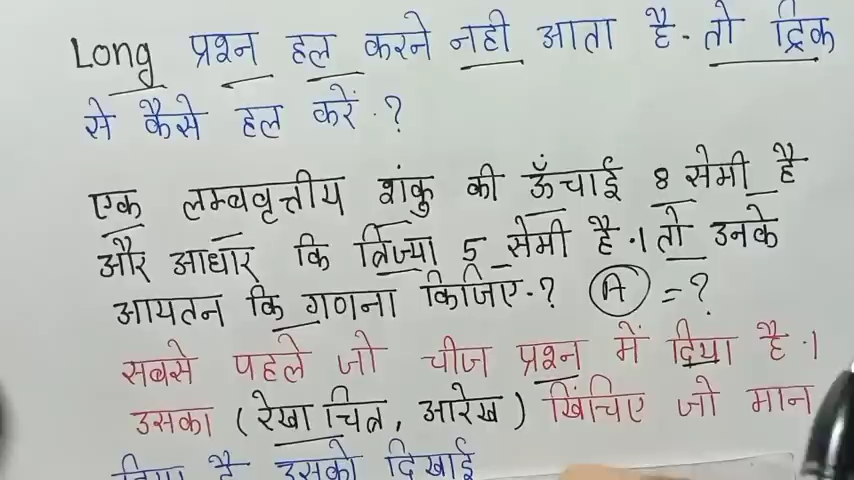 Long प्रश्न हल करने नही आता है - तो ट्रिक
से कैसे हल करें . ?
एक लम्बवृत्तीय शंकु की ऊँचाई 8 सेमी है
और आधार कि त्रिज्या 5 सेमी है . । तो उनके
आयतन कि गणना किजिए - ? (A) = ?
सबसे पहले जो चीज प्रश्न में दिया है . ।
उसका ( रेखा चित्र , आरेख ) खिंचिए जो मान
दिया है उसको दिखाई